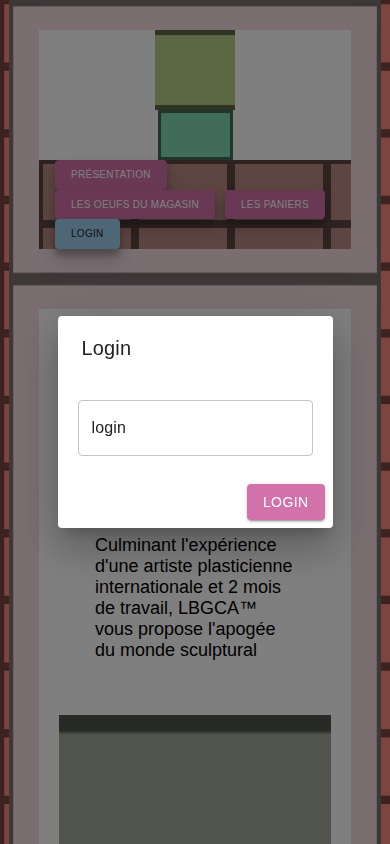 PRÉSENTATION
LES OEUFS DU MAGASIN
LES PANIERS
LOGIN
Login
login
LOGIN
Culminant l'expérience
d'une artiste plasticienne
internationale et 2 mois
de travail, LBGCA™
vous propose l'apogée
du monde sculptural